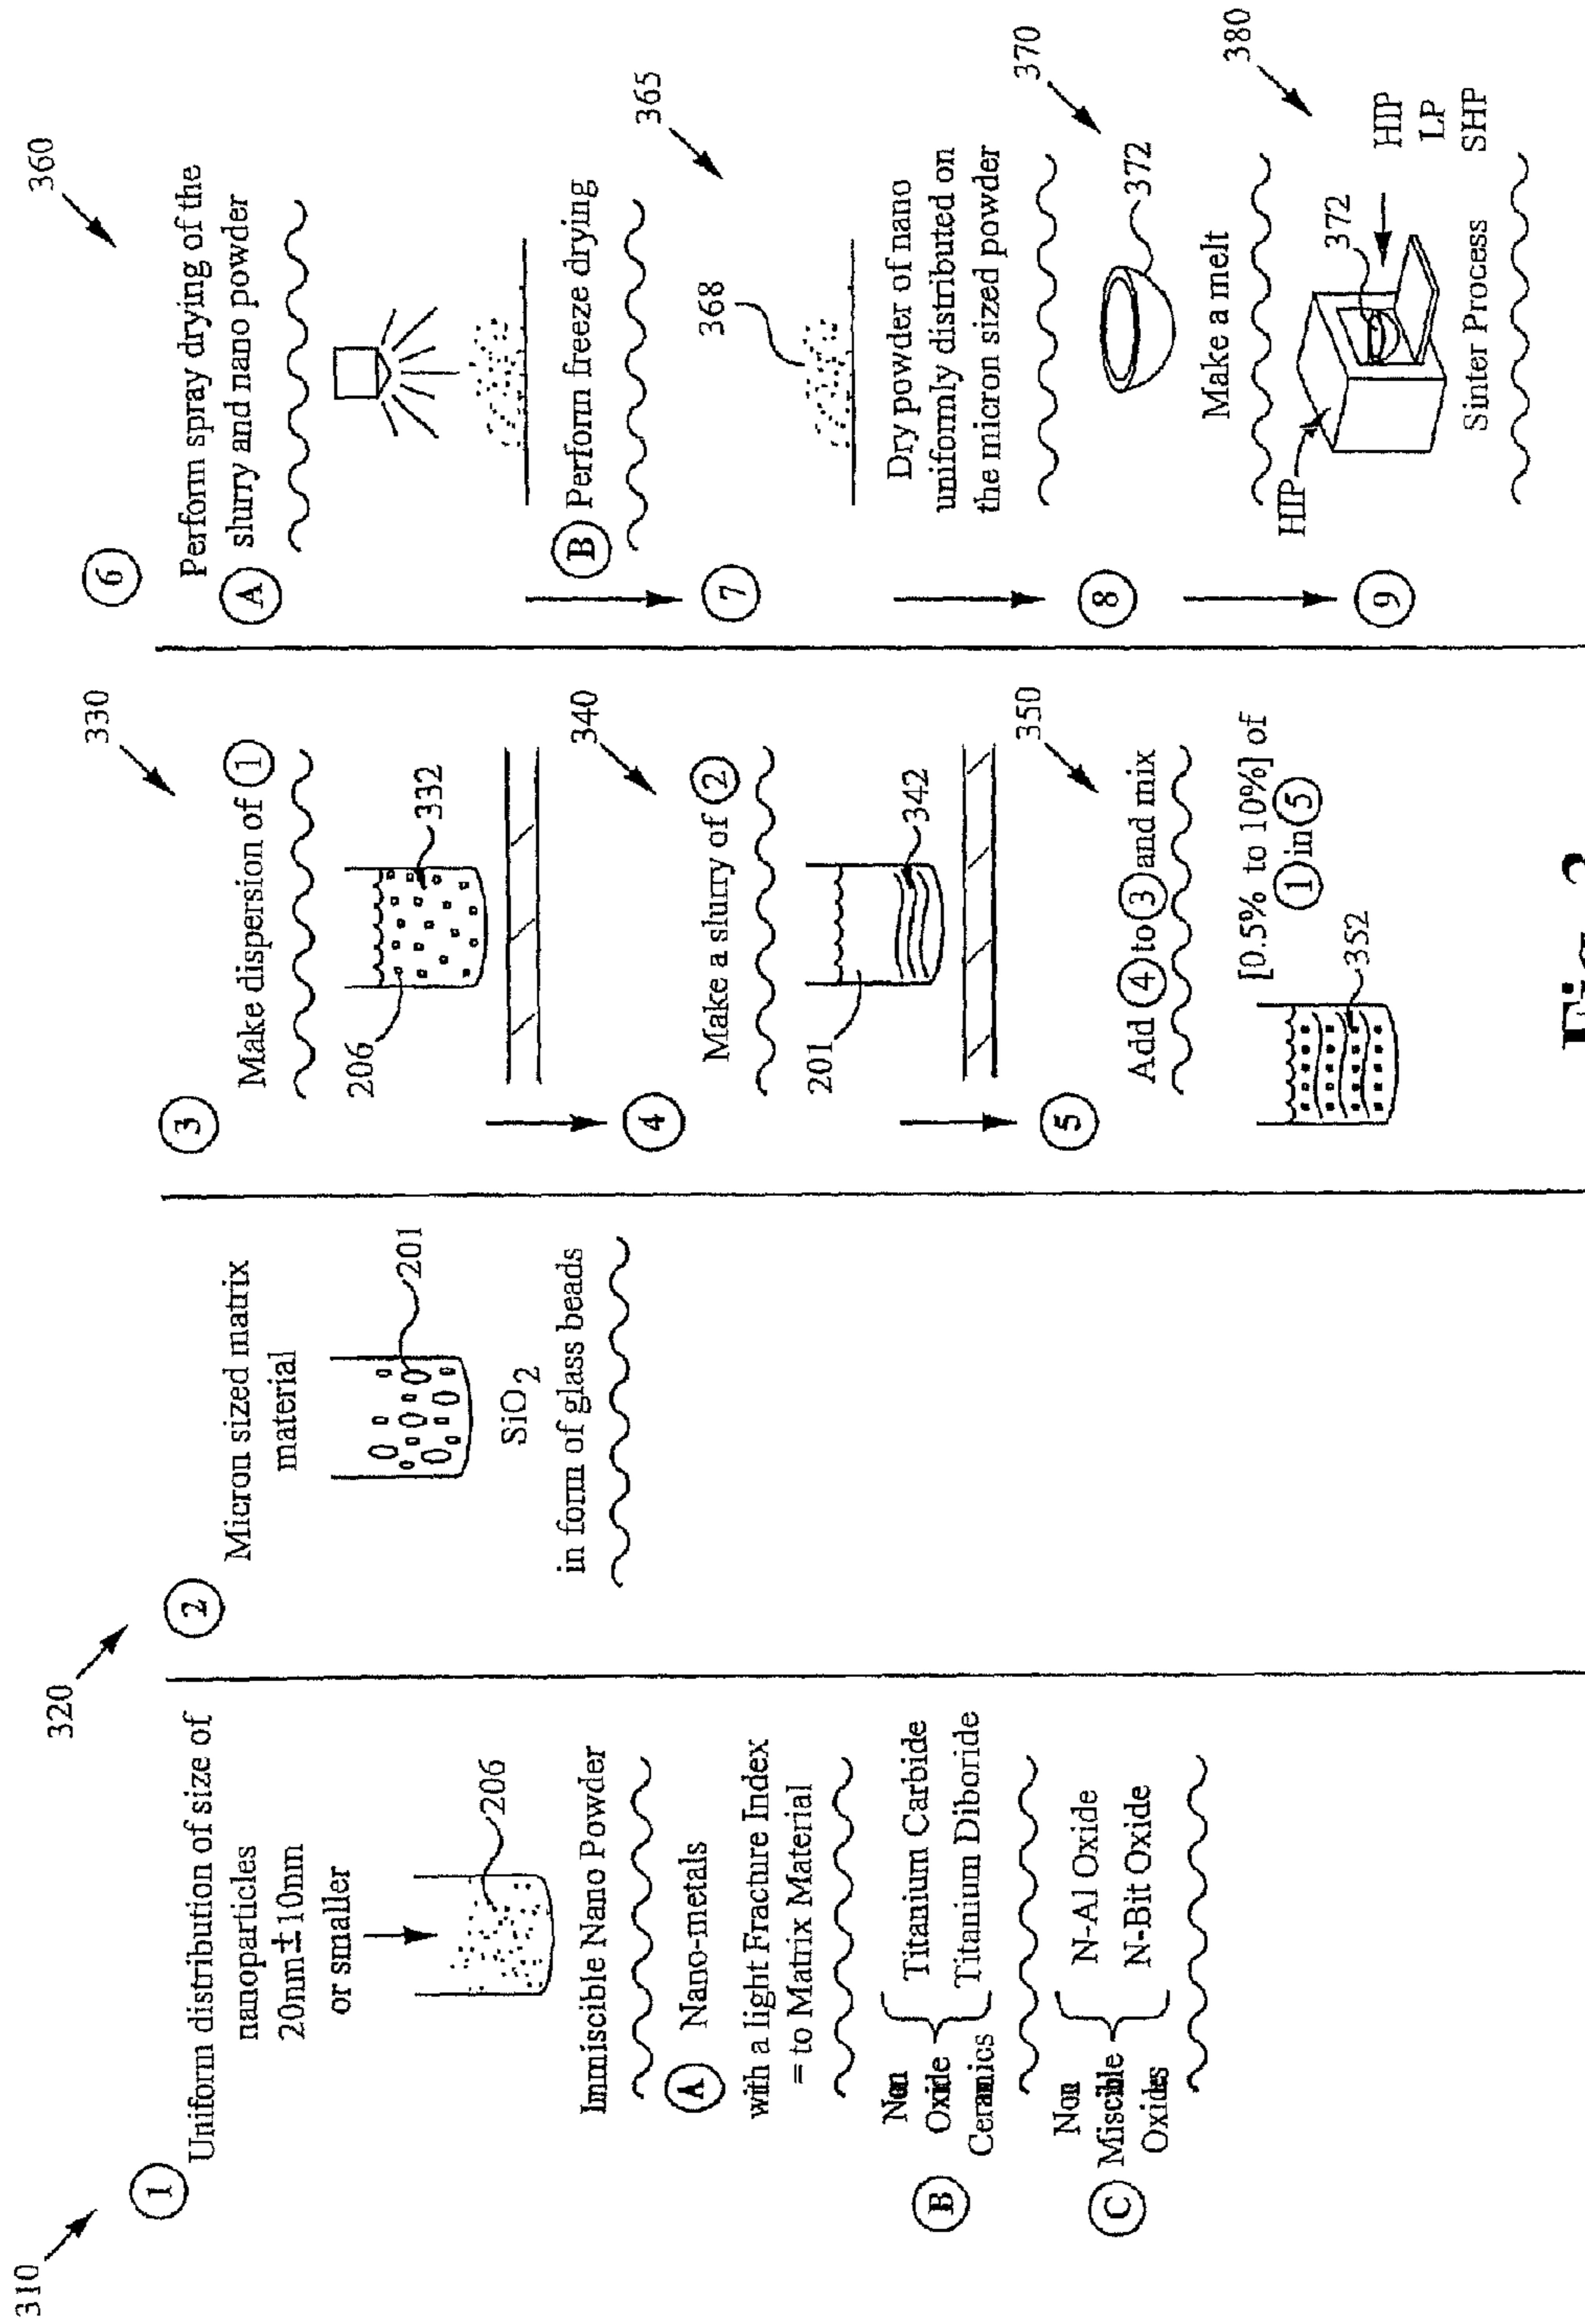 310
1
Uniform distribution of size of
nanoparticles
20nm±10nm
or smaller
206
Immiscible Nano Powder
A Nano-metals
with a light Fracture Index
= to Matrix Material
B
Non
Oxide
Ceramics
Titanium Carbide
Titanium Diboride
C
Non
Miscible
Oxides
N-Al Oxide
N-Bit Oxide
320
2
Micron sized matrix
material
201
SiO2
in form of glass beads
330
3
Make dispersion of 1
206
332
340
4
Make a slurry of 2
201
342
350
5
Add 4 to 3 and mix
[0.5% to 10%] of
1 in 5
352
360
6
Perform spray drying of the
A slurry and nano powder
B Perform freeze drying
365
7
368
Dry powder of nano
uniformly distributed on
the micron sized powder
370
8
372
Make a melt
380
9
HIP
372
HIP
LP
SHP
Sinter Process